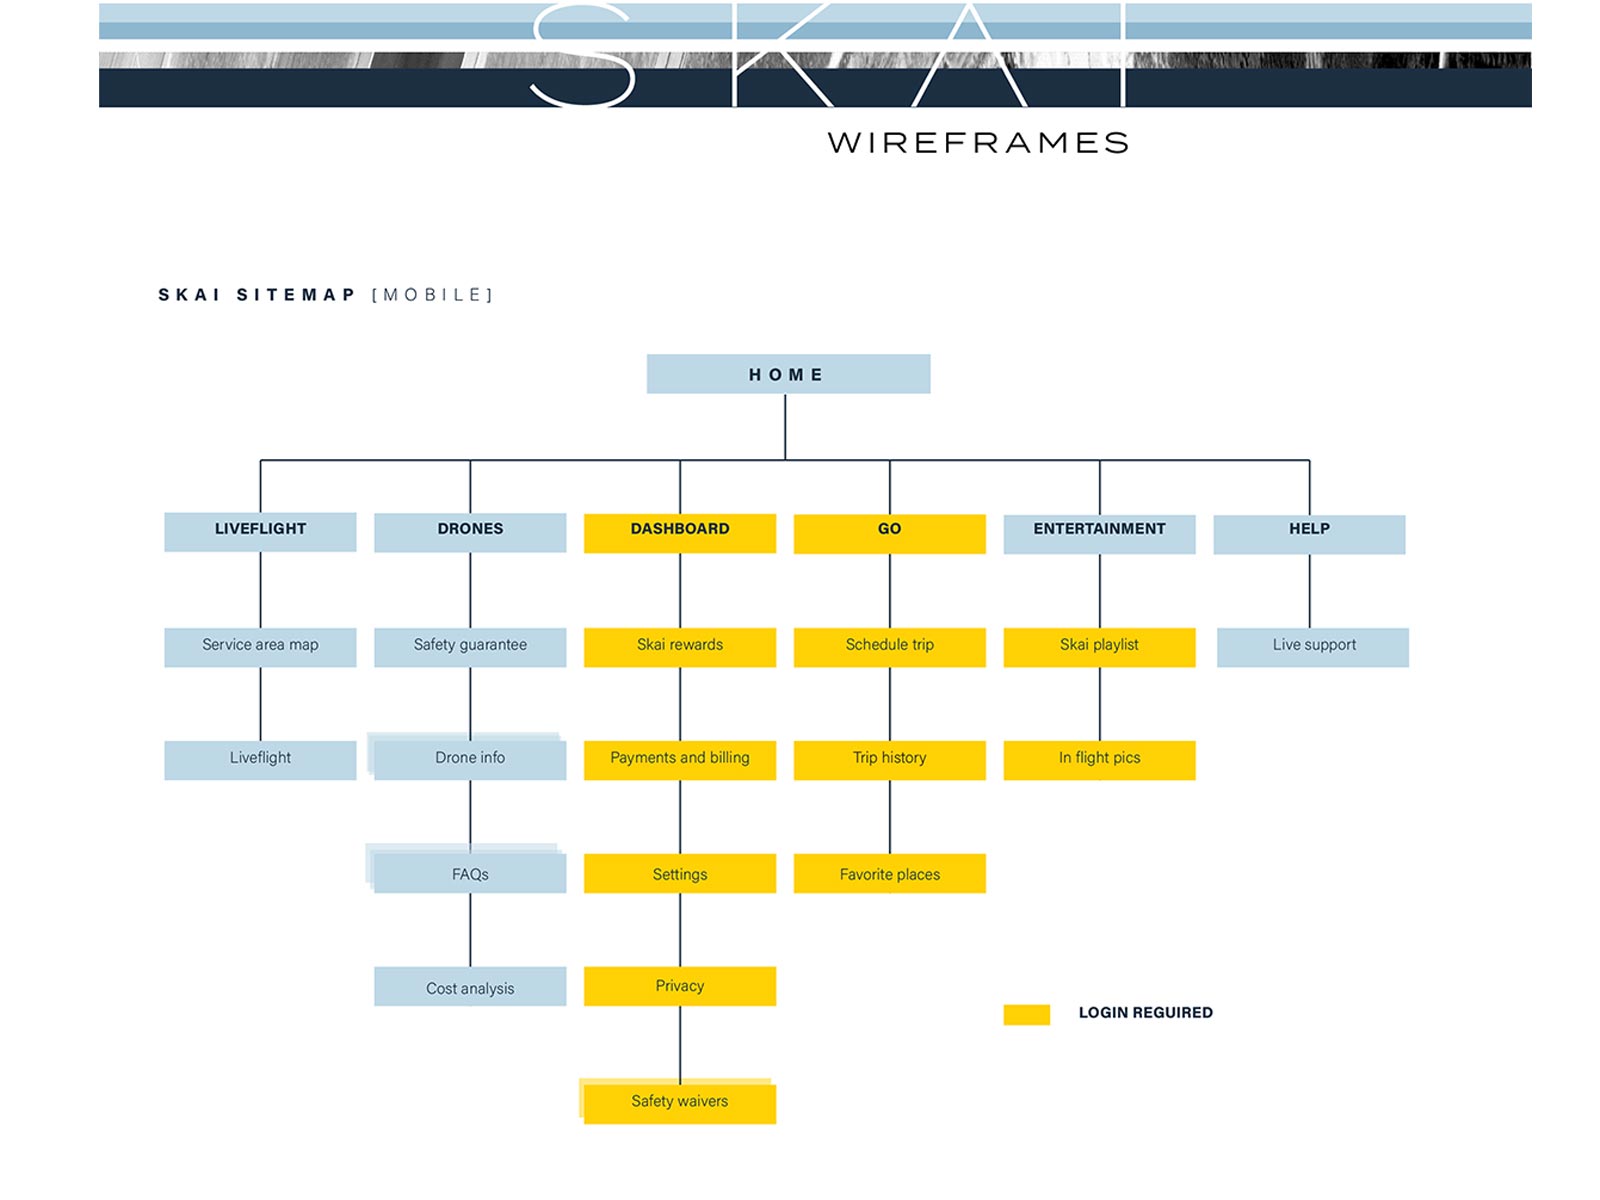 SKAI
WIREFRAMES
SKAI SITEMAP [MOBILE]
HOME
LIVEFLIGHT
DRONES
DASHBOARD
GO
ENTERTAINMENT
HELP
Service area map
Safety guarantee
Skai rewards
Schedule trip
Skai playlist
Live support
Liveflight
Drone info
Payments and billing
Trip history
In flight pics
FAQs
Settings
Favorite places
Cost analysis
Privacy
LOGIN REGUIRED
Safety waivers